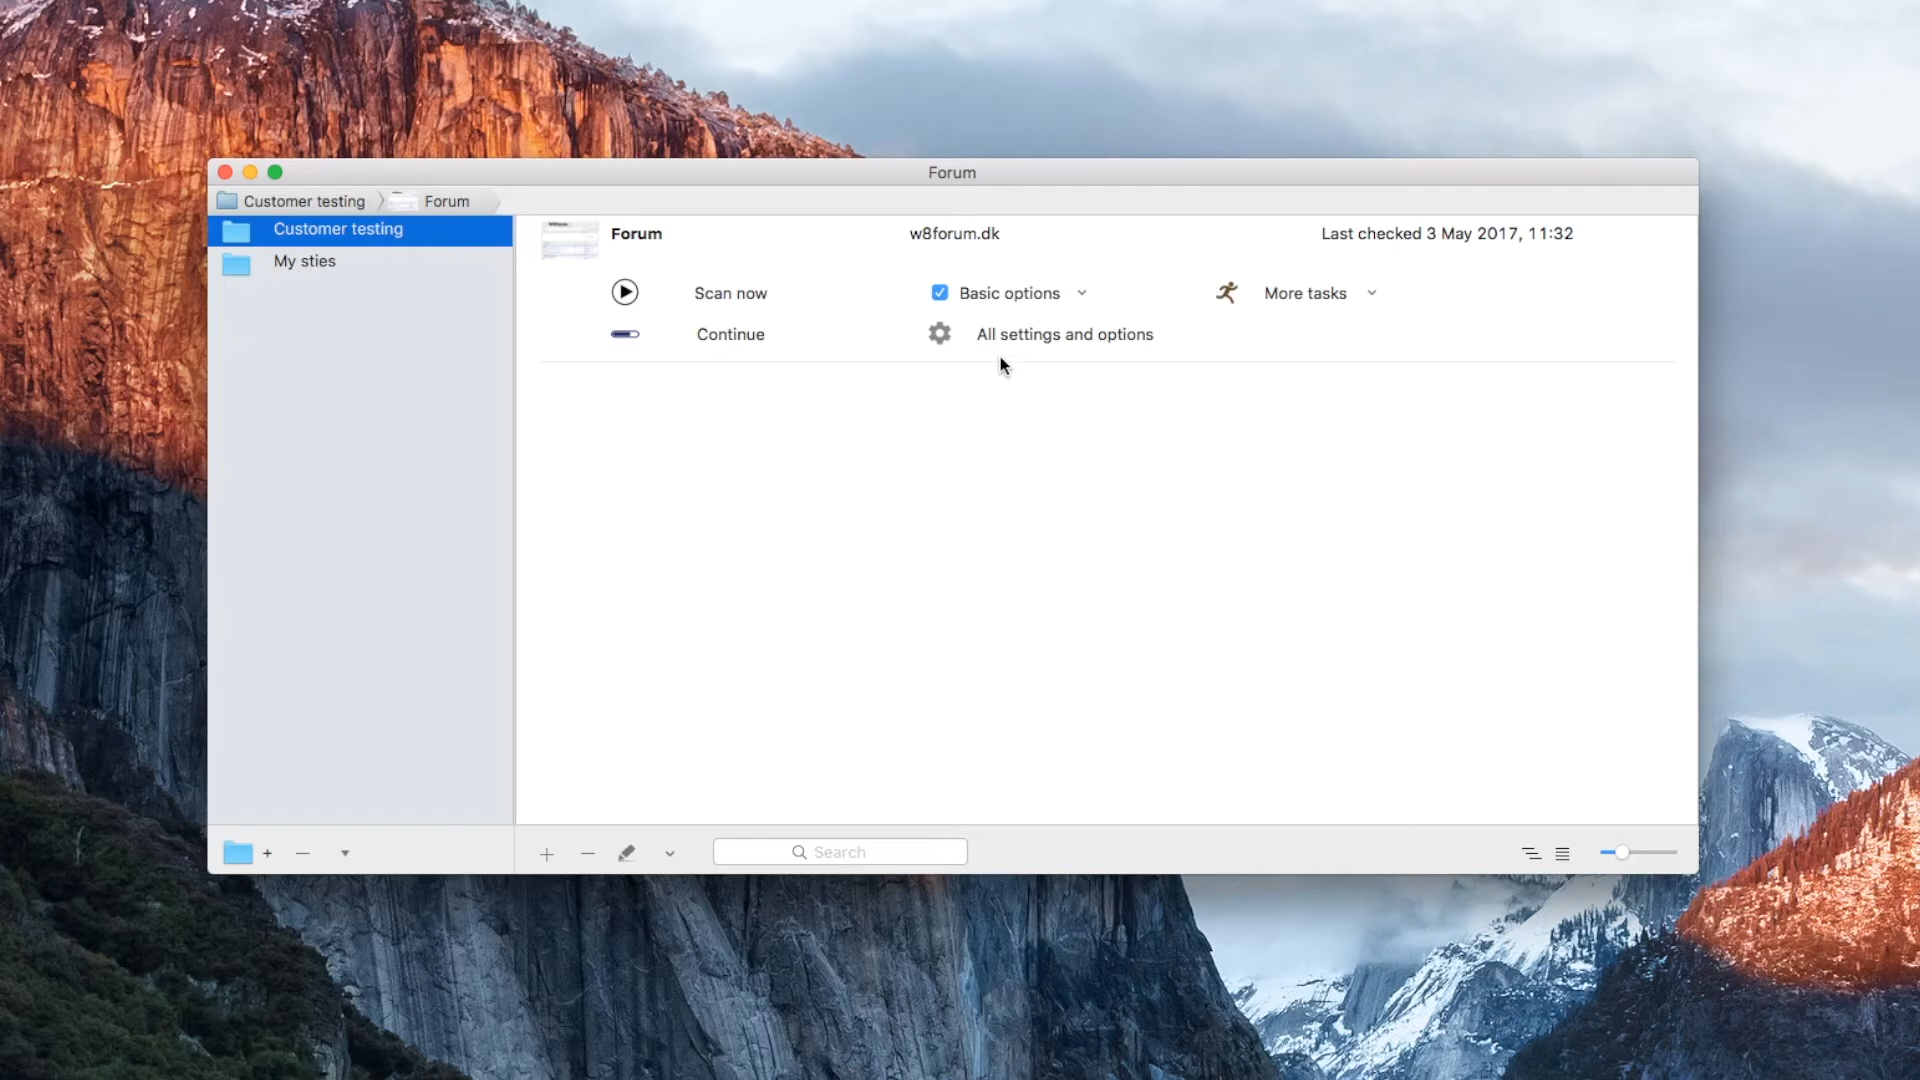 Forum
Customer testing
Forum
Customer testing
My sties
Forum
w8forum.dk
Last checked 3 May 2017, 11:32
Scan now
Basic options
More tasks
Continue
All settings and options
Search